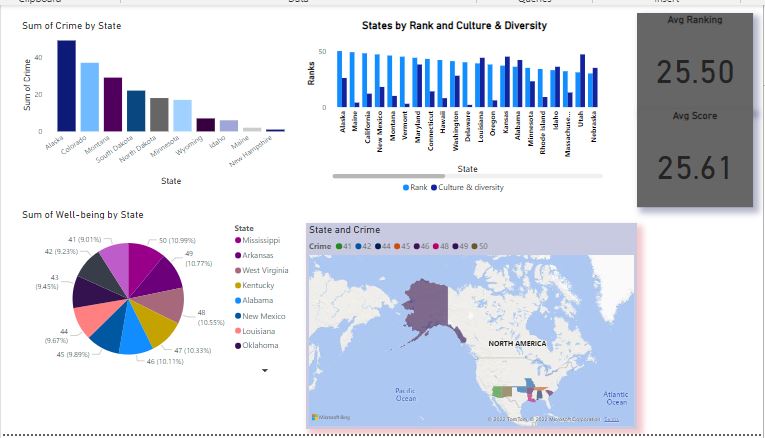 Data
Queries
Insert
Sum of Crime by State
Sum of Crime
40
20
0
Alaska
Colorado
Montana
South Dakota
North Dakota
Minnesota
Wyoming
Idaho
Maine
New Hampshire
State
States by Rank and Culture & Diversity
Ranks
50
0
Alaska
Maine
California
New Mexico
Montana
Vermont
Maryland
Connecticut
Hawaii
Washington
Delaware
Louisiana
Oregon
Kansas
Alabama
Minnesota
Rhode Island
Idaho
Massachuse...
Utah
Nebraska
State
Rank
Culture & diversity
Avg Ranking
25.50
Avg Score
25.61
Sum of Well-being by State
41 (9.01%)
42 (9.23%)
43
(9.45%)
44
(9.67%)
45 (9.89%)
46 (10.11%)
47 (10.33%)
48
(10.55%)
49
(10.77%)
50 (10.99%)
State
Mississippi
Arkansas
West Virginia
Kentucky
Alabama
New Mexico
Louisiana
Oklahoma
State and Crime
Crime 41 42 44 45 46 48 49 50
NORTH AMERICA
Pacific
Ocean
Atlantic
Ocean
Microsoft Bing
© 2022 TomTom, © 2022 Microsoft Corporation Terms